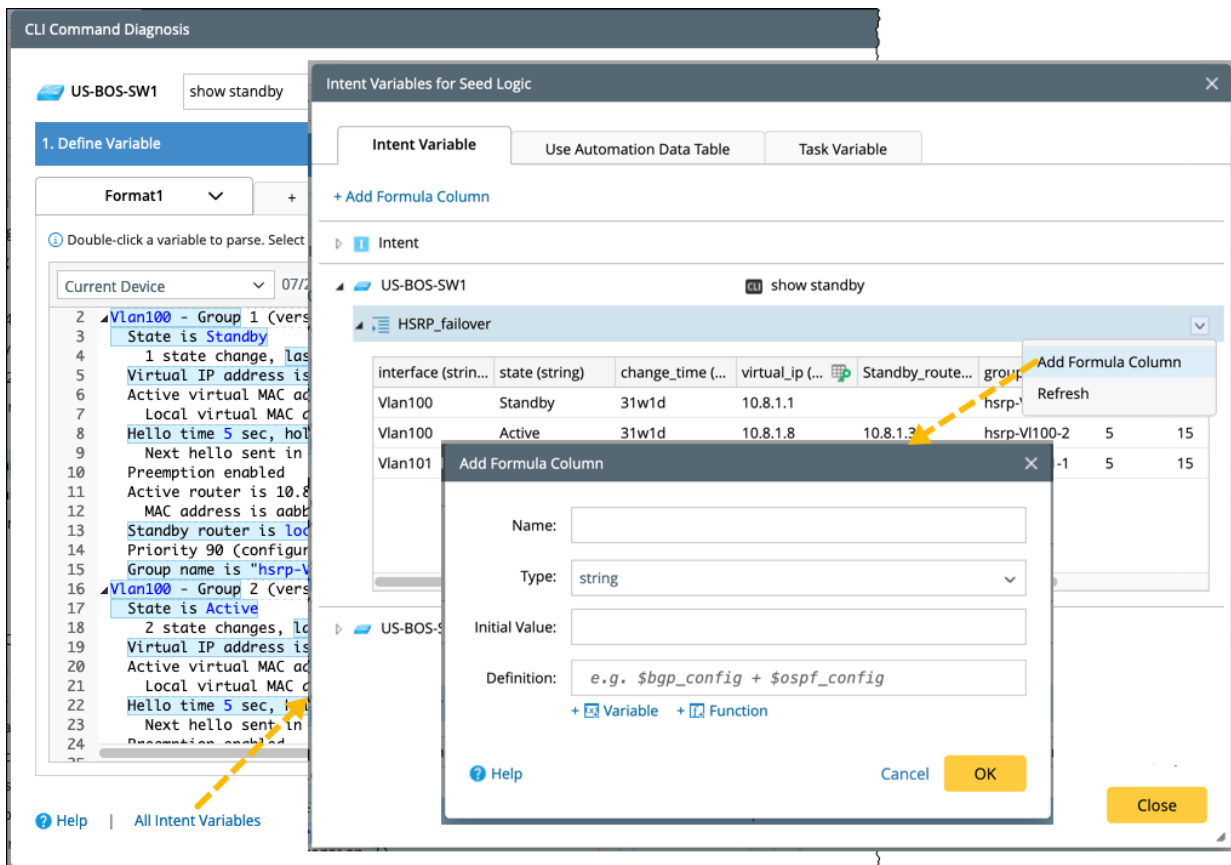 CLI Command Diagnosis
US-BOS-SW1
show standby
1. Define Variable
Format1
+
Double-click a variable to parse. Select
Current Device
2 Vlan100 - Group 1 (vers
3 State is Standby
4 1 state change, las
5 Virtual IP address is
6 Active virtual MAC ad
7 Local virtual MAC
8 Hello time 5 sec, hol
9 Next hello sent in
10 Preemption enabled
11 Active router is 10.8
12 MAC address is aabb
13 Standby router is loc
14 Priority 90 (configur
15 Group name is "hsrp-V
16 Vlan100 - Group 2 (vers
17 State is Active
18 2 state changes, la
19 Virtual IP address is
20 Active virtual MAC ad
21 Local virtual MAC
22 Hello time 5 sec, hol
23 Next hello sent in
24 Preemption enabled
Help | All Intent Variables
Intent Variables for Seed Logic
Intent Variable
Use Automation Data Table
Task Variable
+ Add Formula Column
Intent
US-BOS-SW1
CLI show standby
HSRP_failover
Add Formula Column
Refresh
interface (strin... state (string) change_time (... virtual_ip (... Standby_route... group
Vlan100 Standby 31w1d 10.8.1.1 hsrp-V
Vlan100 Active 31w1d 10.8.1.8 10.8.1.3 hsrp-Vl100-2 5 15
Vlan101 1-1 5 15
US-BOS-S
Add Formula Column
Name:
Type: string
Initial Value:
Definition: e.g. $bgp_config + $ospf_config
+ Variable + Function
Help
Cancel
OK
Close